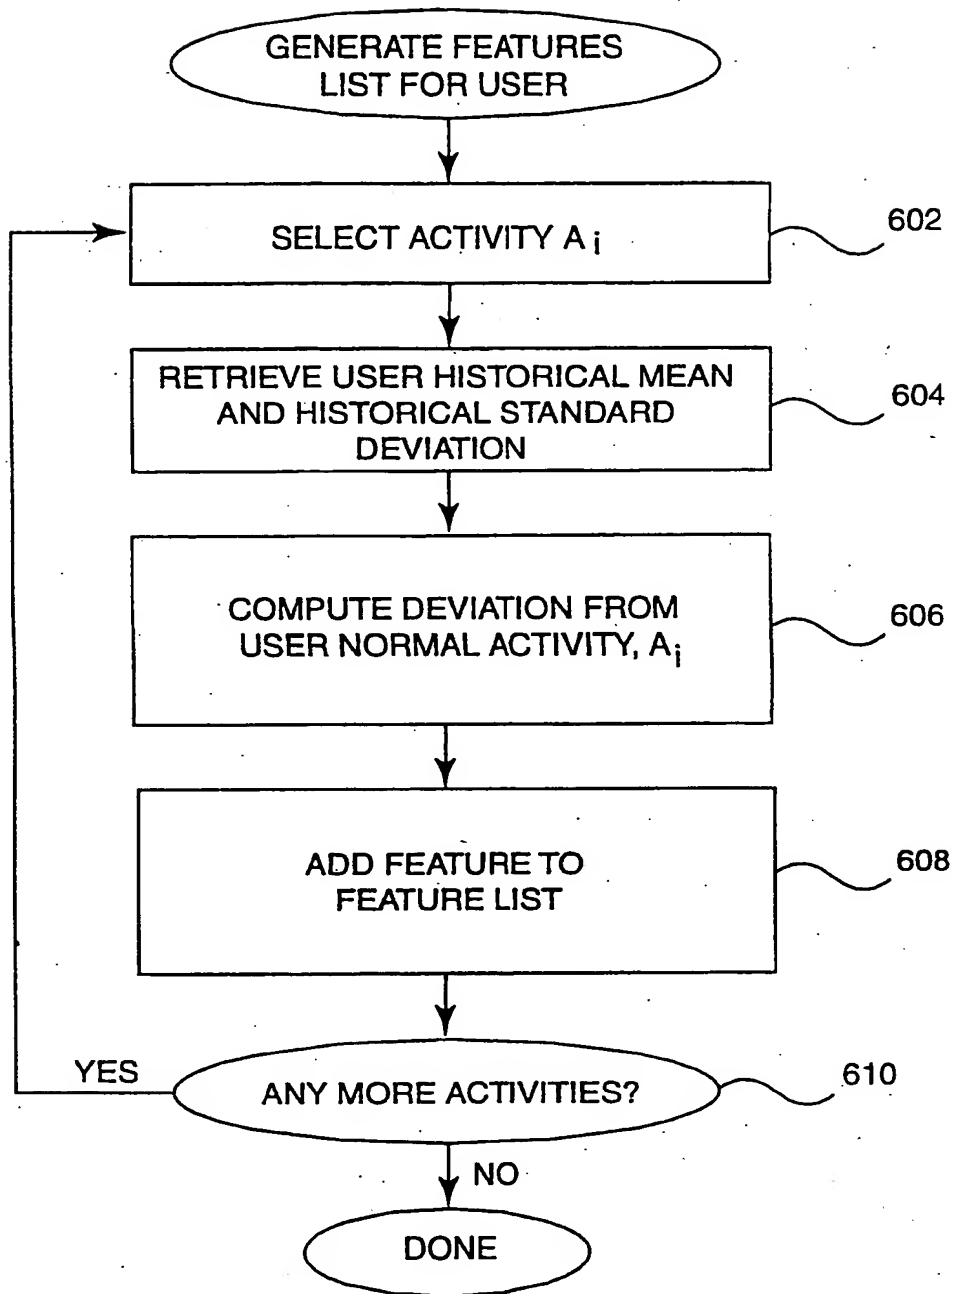 GENERATE FEATURES
LIST FOR USER
SELECT ACTIVITY A i
602
RETRIEVE USER HISTORICAL MEAN
AND HISTORICAL STANDARD
DEVIATION
604
COMPUTE DEVIATION FROM
USER NORMAL ACTIVITY, A i
606
ADD FEATURE TO
FEATURE LIST
608
YES
ANY MORE ACTIVITIES?
610
NO
DONE